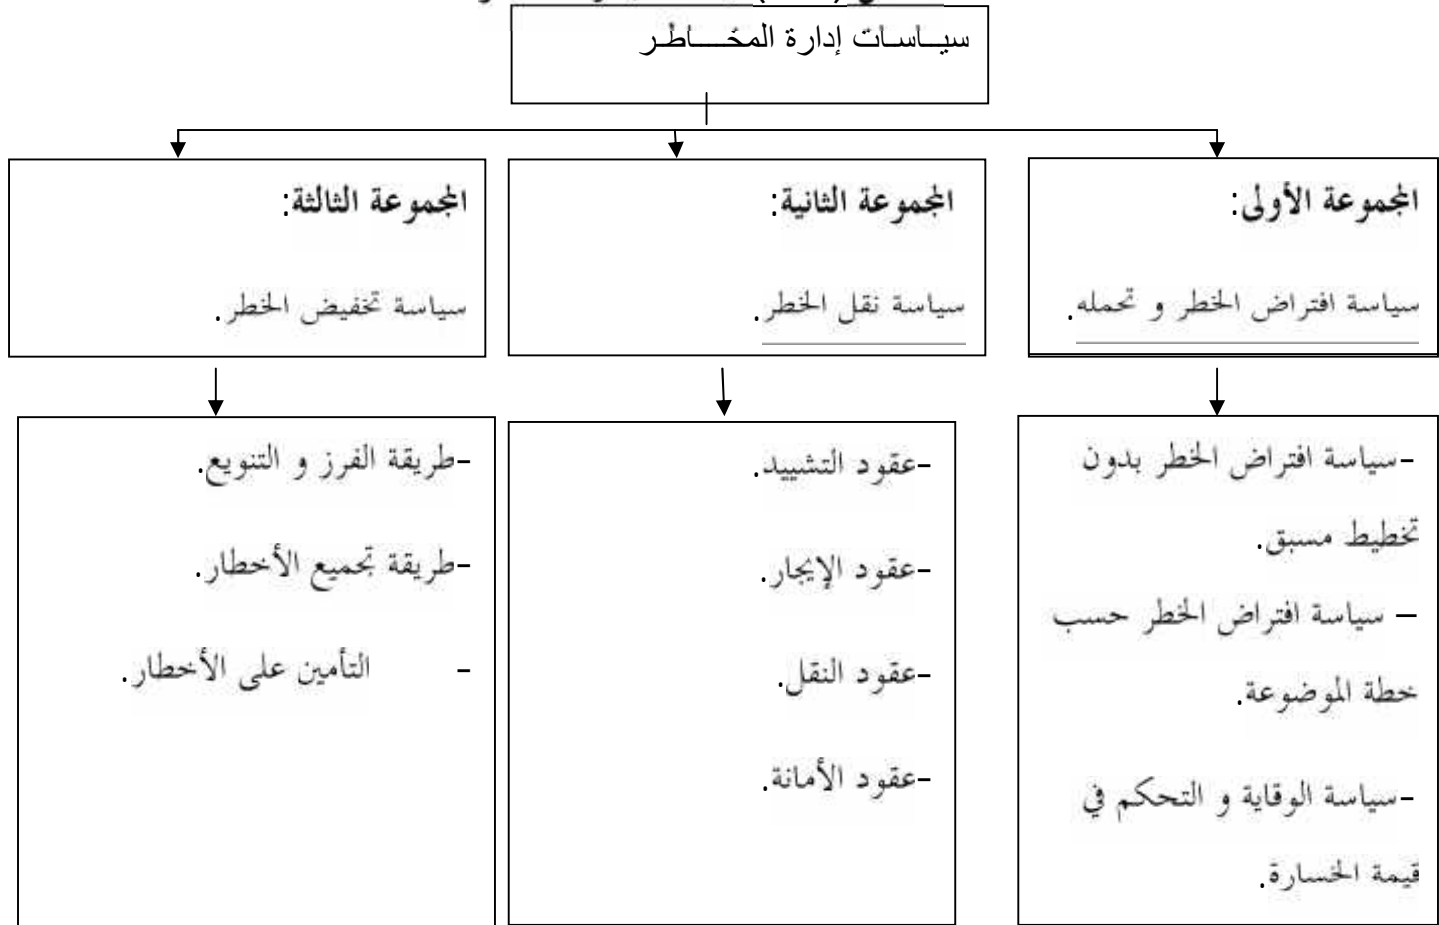 سياسات إدارة المخاطر
المجموعة الأولى:
سياسة افتراض الخطر و تحمله.
-سياسة افتراض الخطر بدون
تخطيط مسبق.
– سياسة افتراض الخطر حسب
خطة الموضوعة.
-سياسة الوقاية و التحكم في
قيمة الخسارة.
المجموعة الثانية:
سياسة نقل الخطر.
-عقود التشييد.
-عقود الإيجار.
-عقود النقل.
-عقود الأمانة.
المجموعة الثالثة:
سياسة تخفيض الخطر.
-طريقة الفرز و التنويع.
-طريقة تجميع الأخطار.
- التأمين على الأخطار.